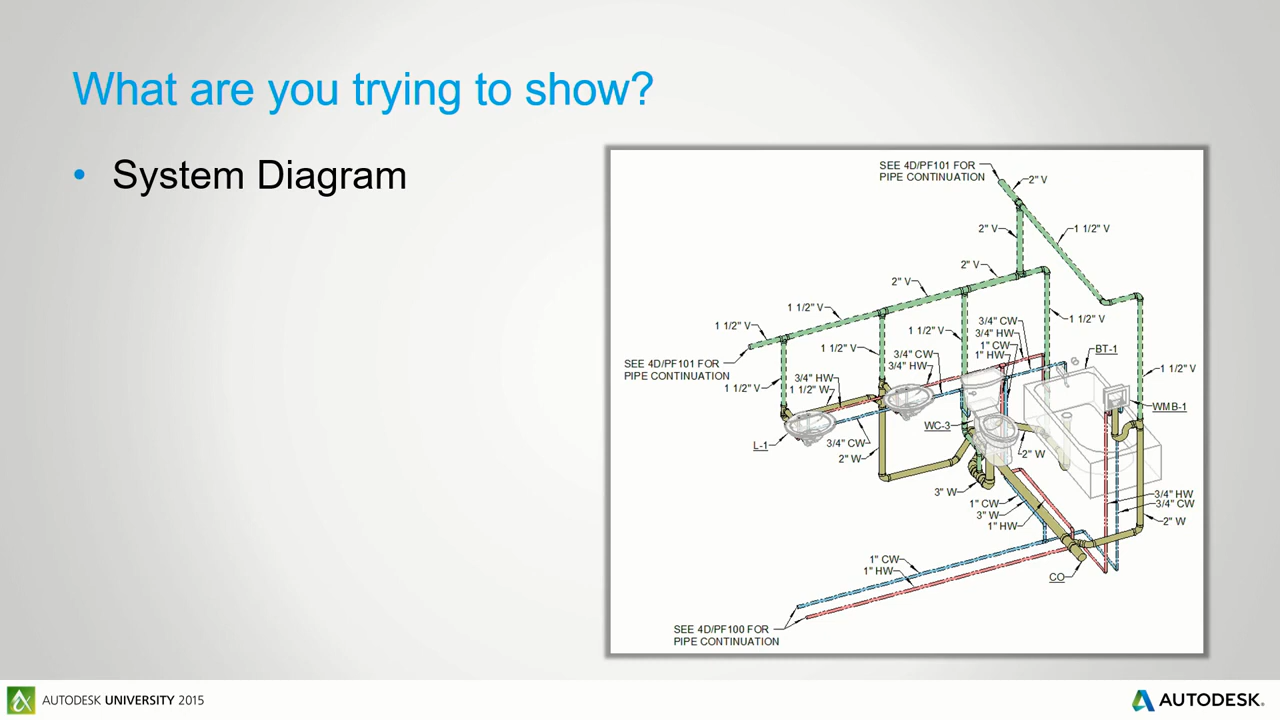 What are you trying to show?
• System Diagram
SEE 4D/PF101 FOR
PIPE CONTINUATION
2" V
2" V
1 1/2" V
2" V
2" V
1 1/2" V
1 1/2" V
1 1/2" V
1 1/2" V
1 1/2" V
3/4" CW
3/4" HW
1" CW
1" HW
BT-1
SEE 4D/PF101 FOR
PIPE CONTINUATION
3/4" CW
3/4" HW
1 1/2" V
1 1/2" V
3/4" HW
1 1/2" W
WMB-1
WC-3
L-1
3/4" CW
2" W
2" W
3" W
1" CW
3" W
1" HW
3/4" HW
3/4" CW
2" W
1" CW
1" HW
CO
SEE 4D/PF100 FOR
PIPE CONTINUATION
AUTODESK UNIVERSITY 2015
AUTODESK.